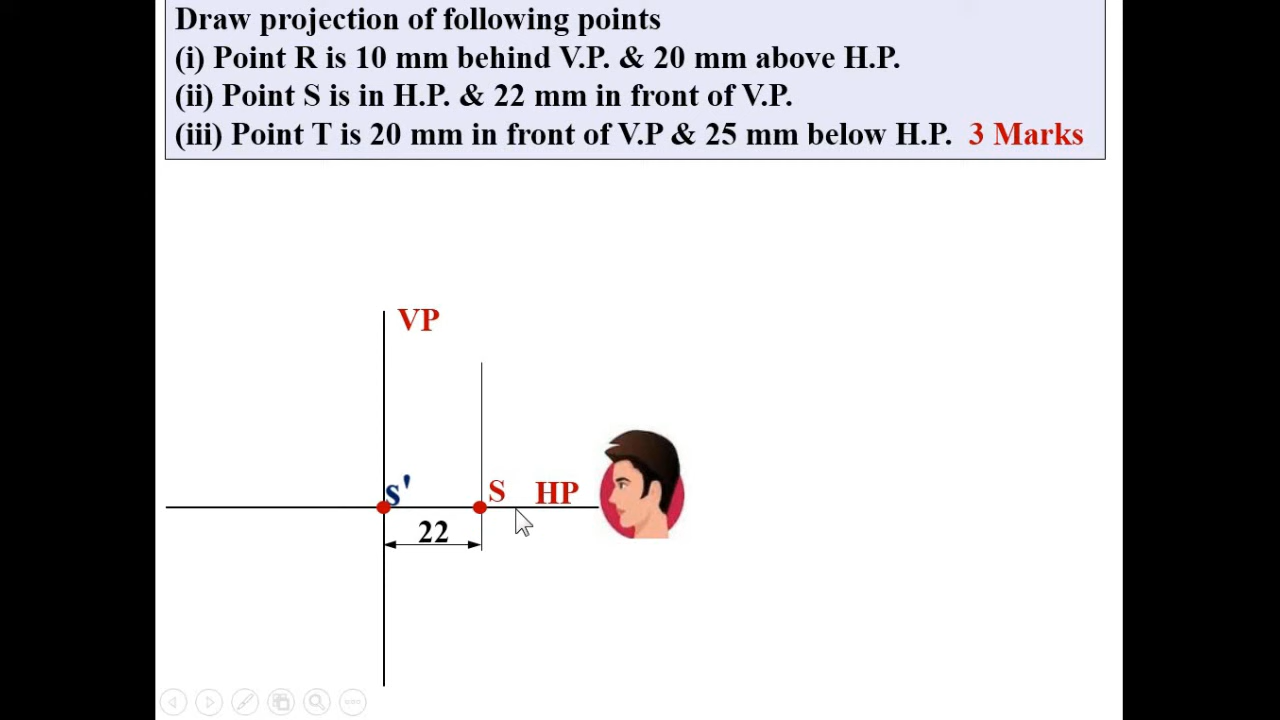 Draw projection of following points
(i) Point R is 10 mm behind V.P. & 20 mm above H.P.
(ii) Point S is in H.P. & 22 mm in front of V.P.
(iii) Point T is 20 mm in front of V.P & 25 mm below H.P. 3 Marks
VP
s' S HP
22